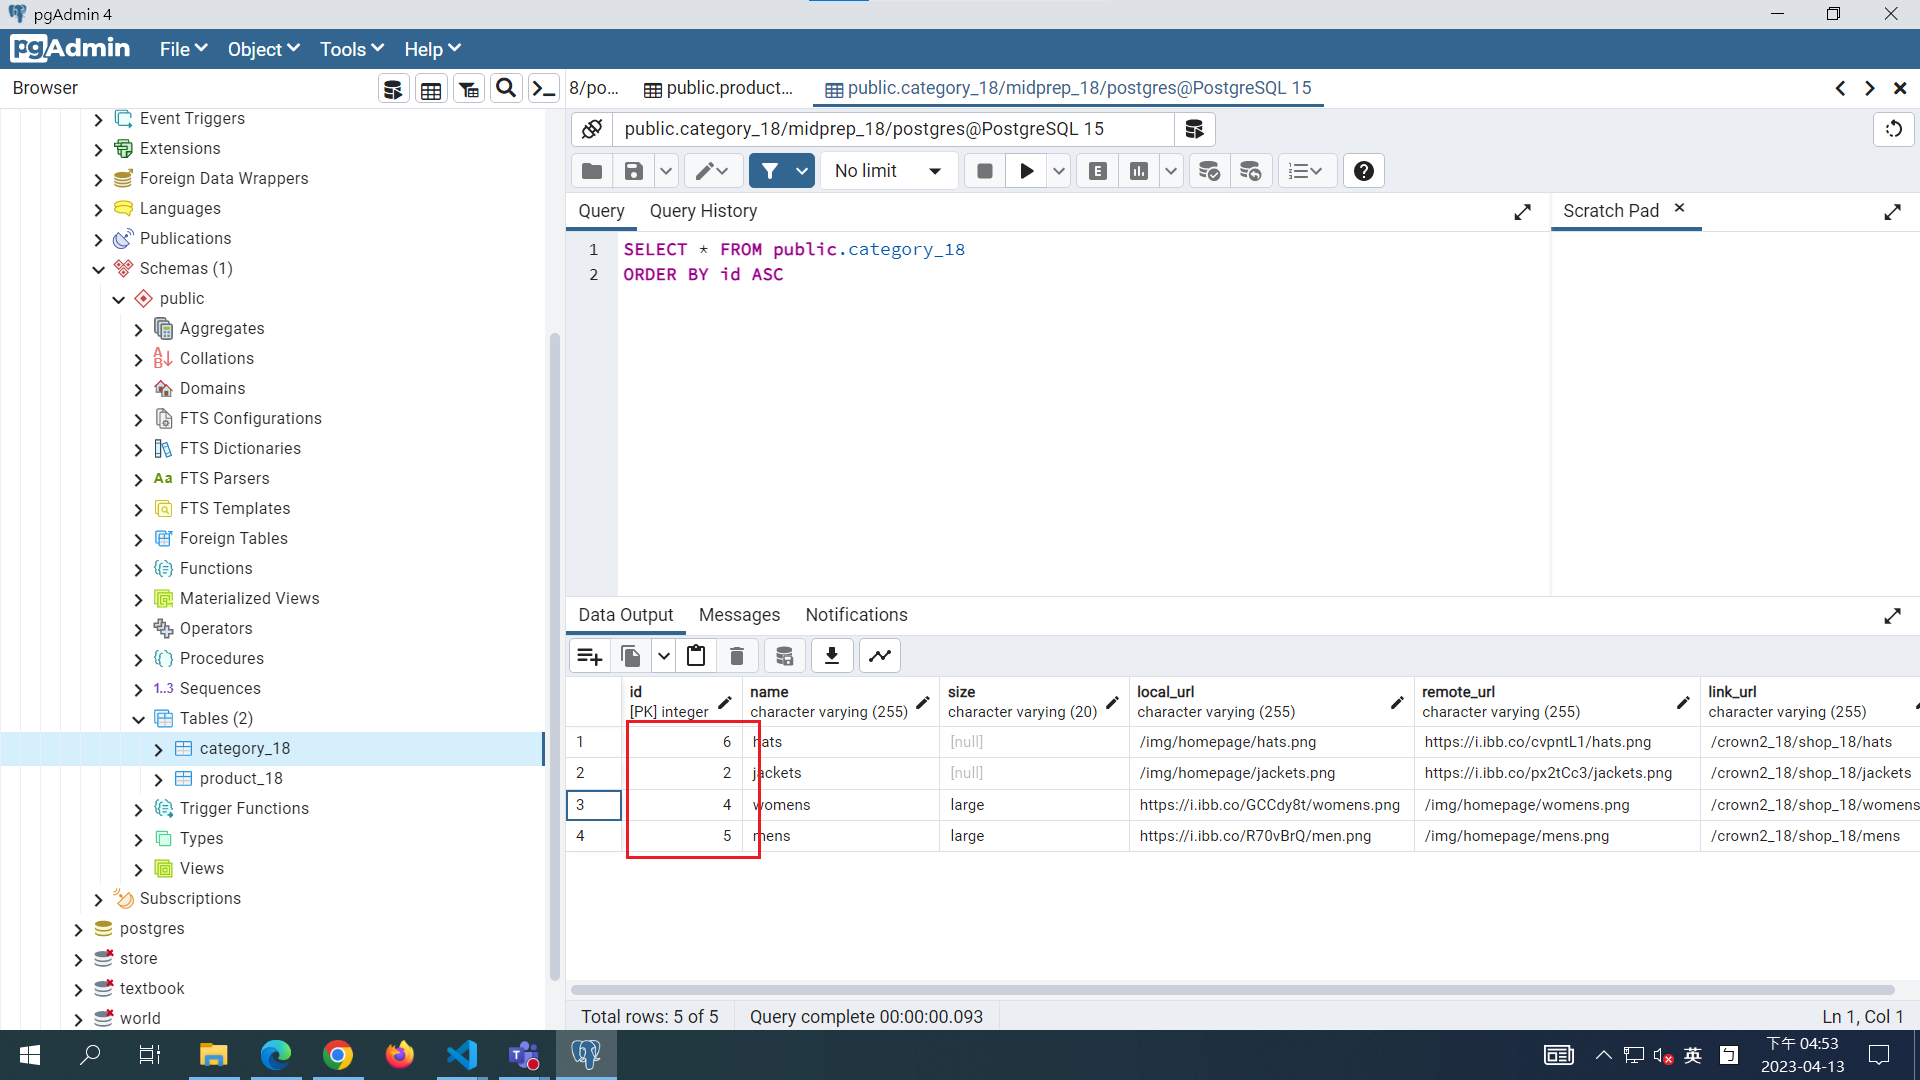 pgAdmin 4
pgAdmin File Object Tools Help
Browser
8/po... public.product... public.category_18/midprep_18/postgres@PostgreSQL 15
public.category_18/midprep_18/postgres@PostgreSQL 15
No limit
E
Query Query History Scratch Pad
1 SELECT * FROM public.category_18
2 ORDER BY id ASC
Event Triggers
Extensions
Foreign Data Wrappers
Languages
Publications
Schemas (1)
public
Aggregates
Collations
Domains
FTS Configurations
FTS Dictionaries
Aa FTS Parsers
FTS Templates
Foreign Tables
Functions
Materialized Views
Operators
Procedures
1..3 Sequences
Tables (2)
category_18
product_18
Trigger Functions
Types
Views
Subscriptions
postgres
store
textbook
world
Data Output Messages Notifications
id name size local_url remote_url link_url
[PK] integer character varying (255) character varying (20) character varying (255) character varying (255) character varying (255)
1 6 hats [null] /img/homepage/hats.png https://i.ibb.co/cvpntL1/hats.png /crown2_18/shop_18/hats
2 2 jackets [null] /img/homepage/jackets.png https://i.ibb.co/px2tCc3/jackets.png /crown2_18/shop_18/jackets
3 4 womens large https://i.ibb.co/GCCdy8t/womens.png /img/homepage/womens.png /crown2_18/shop_18/womens
4 5 mens large https://i.ibb.co/R70vBrQ/men.png /img/homepage/mens.png /crown2_18/shop_18/mens
Total rows: 5 of 5 Query complete 00:00:00.093 Ln 1, Col 1
英 ㄅ 下午 04:53
2023-04-13